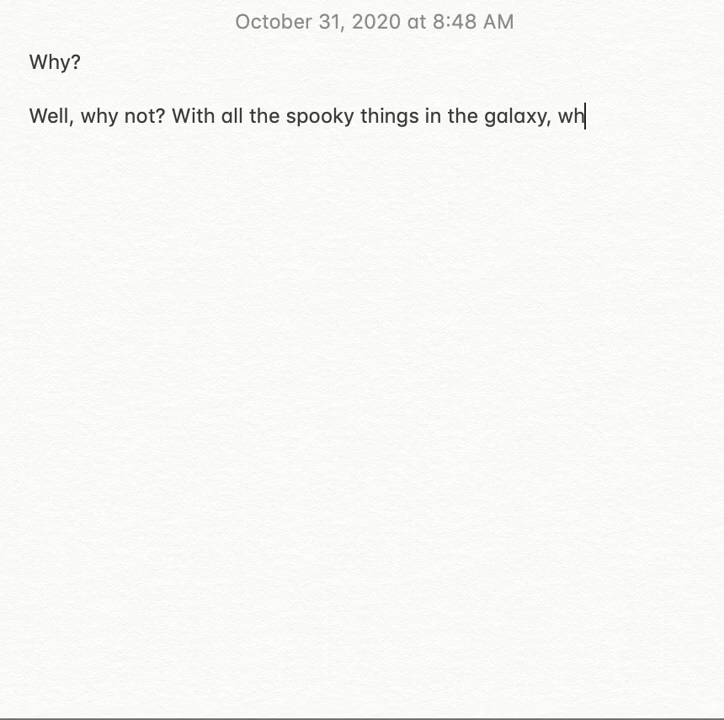 October 31, 2020 at 8:48 AM
Why?
Well, why not? With all the spooky things in the galaxy, wh